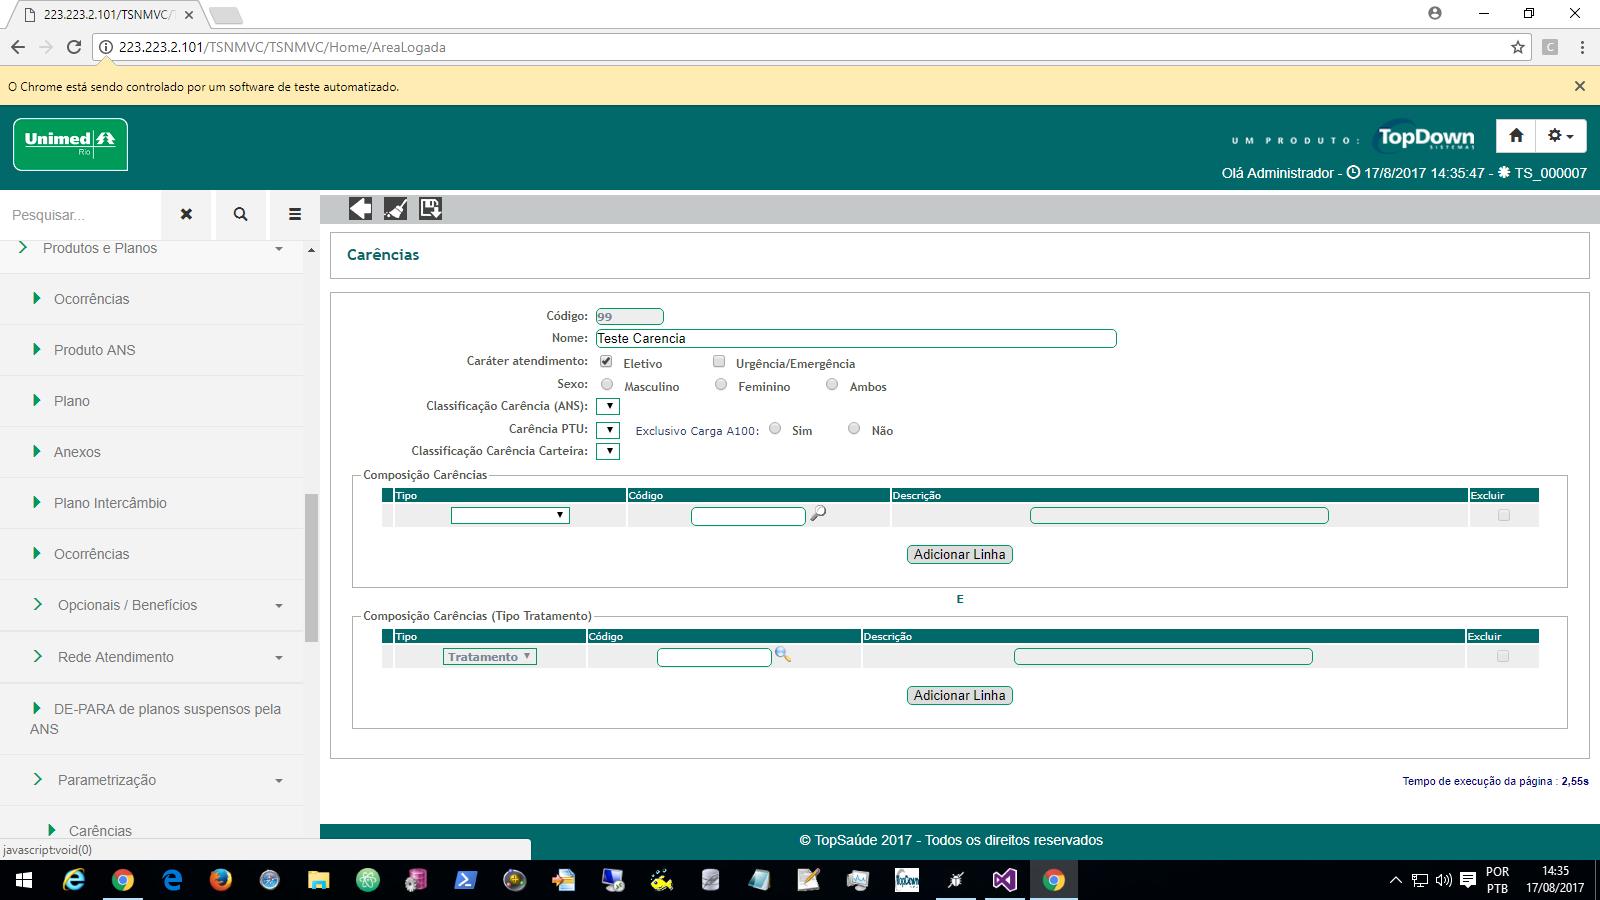 223.223.2.101/TSNMVC/T
223.223.2.101/TSNMVC/TSNMVC/Home/AreaLogada
O Chrome está sendo controlado por um software de teste automatizado.
Unimed
Rio
UM PRODUTO:
TopDown
SISTEMAS
Olá Administrador - 17/8/2017 14:35:47 - TS_000007
Pesquisar...
Produtos e Planos
Ocorrências
Produto ANS
Plano
Anexos
Plano Intercâmbio
Ocorrências
Opcionais / Benefícios
Rede Atendimento
DE-PARA de planos suspensos pela
ANS
Parametrização
Carências
javascript:void(0)
Carências
Código: 99
Nome: Teste Carencia
Caráter atendimento: Eletivo Urgência/Emergência
Sexo: Masculino Feminino Ambos
Classificação Carência (ANS):
Carência PTU: Exclusivo Carga A100: Sim Não
Classificação Carência Carteira:
Composição Carências
Tipo Código Descrição Excluir
Adicionar Linha
E
Composição Carências (Tipo Tratamento)
Tipo Código Descrição Excluir
Tratamento
Adicionar Linha
Tempo de execução da página : 2,55s
© TopSaúde 2017 - Todos os direitos reservados
TopDown
POR
PTB
14:35
17/08/2017